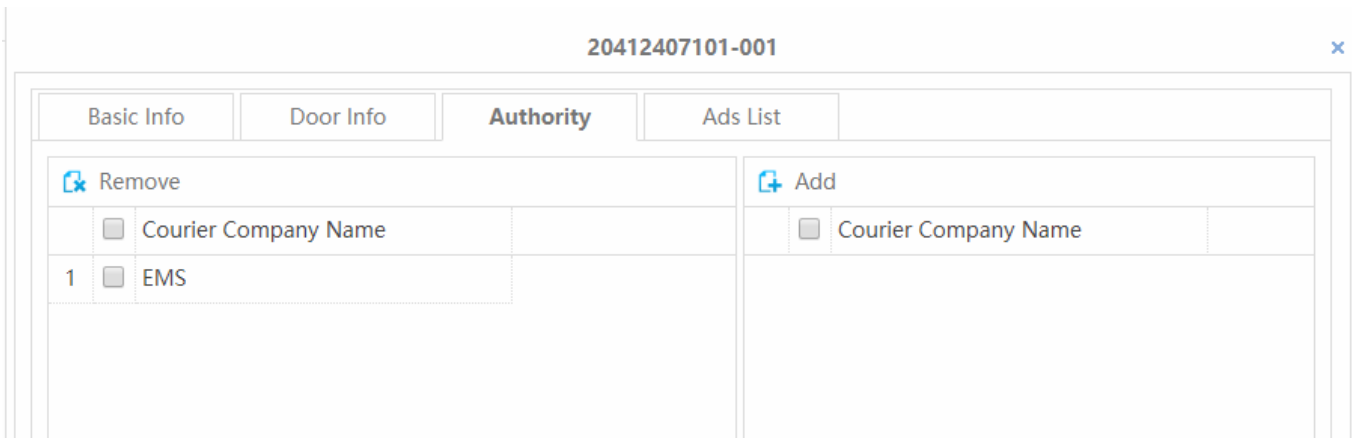 20412407101-001
Basic Info Door Info Authority Ads List
Remove
Courier Company Name
1 EMS
Add
Courier Company Name